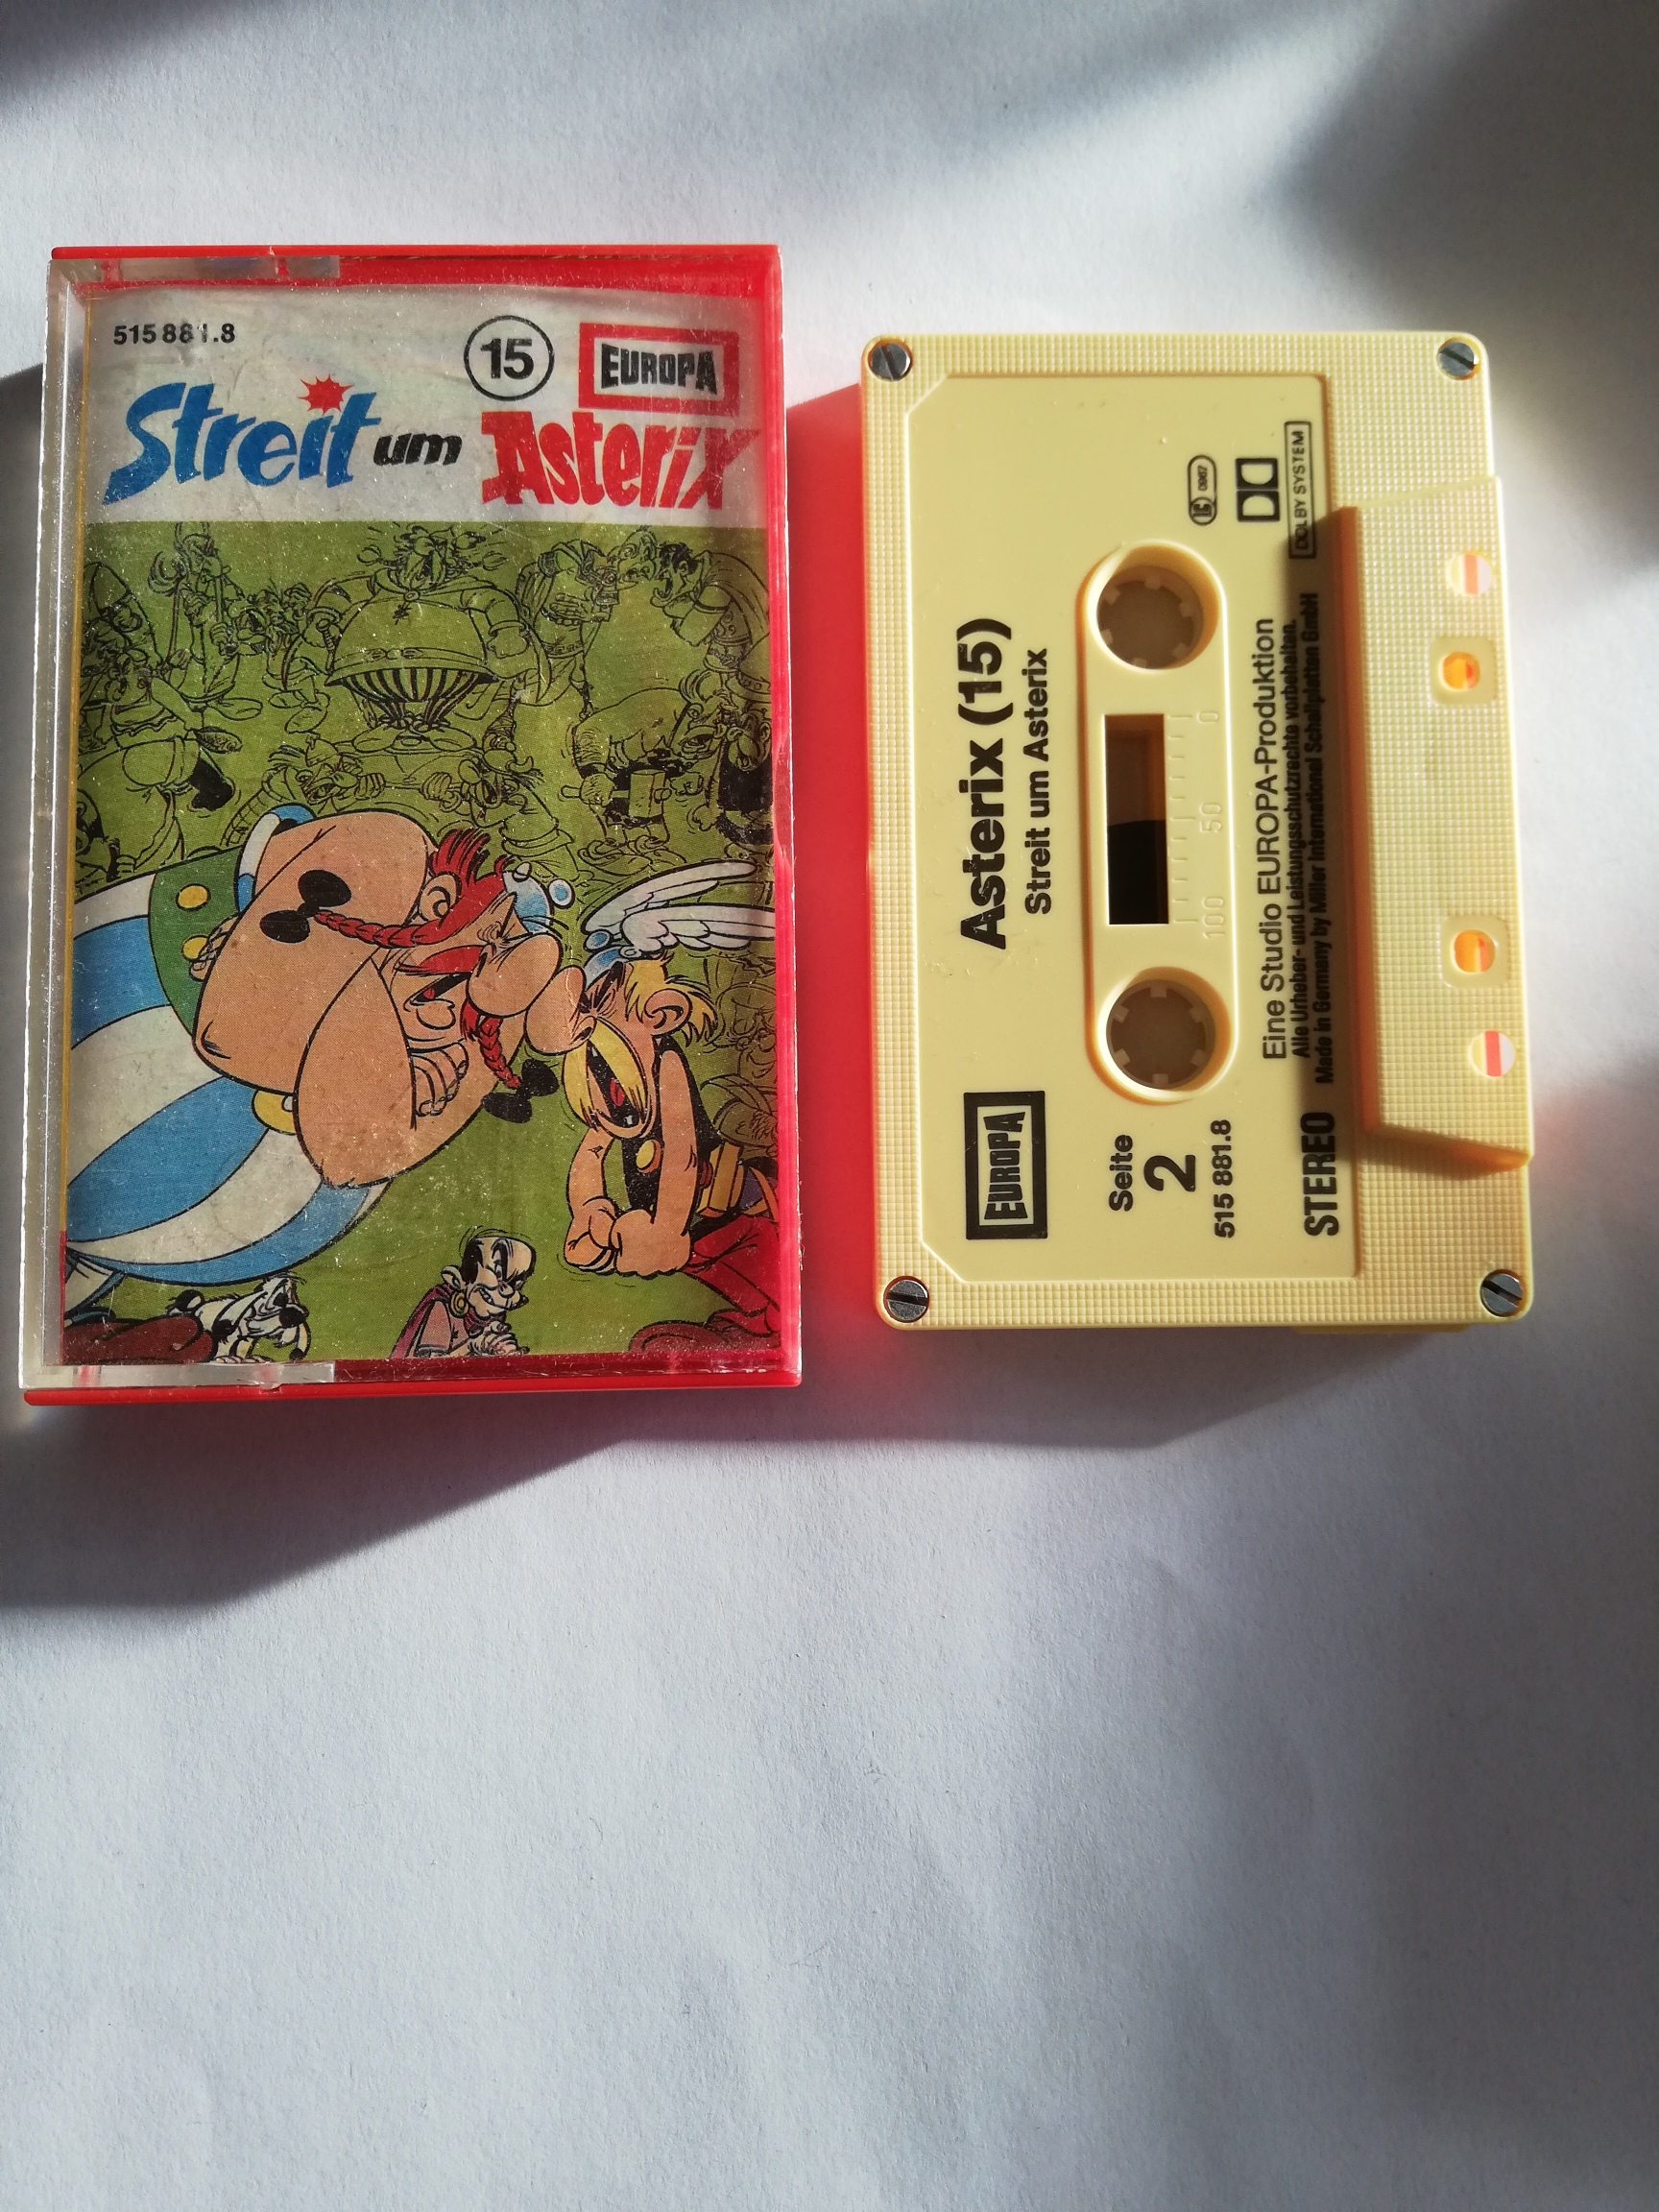 515 881.8
15
EUROPA
Streit um Asterix
Asterix (15)
Streit um Asterix
EUROPA
Seite
2
515 881.8
0
50
100
DOLBY SYSTEM
Eine Studio EUROPA-Produktion
Alle Urheber- und Leistungsschutzrechte vorbehalten.
Made in Germany by Miller International Schallplatten GmbH
STEREO